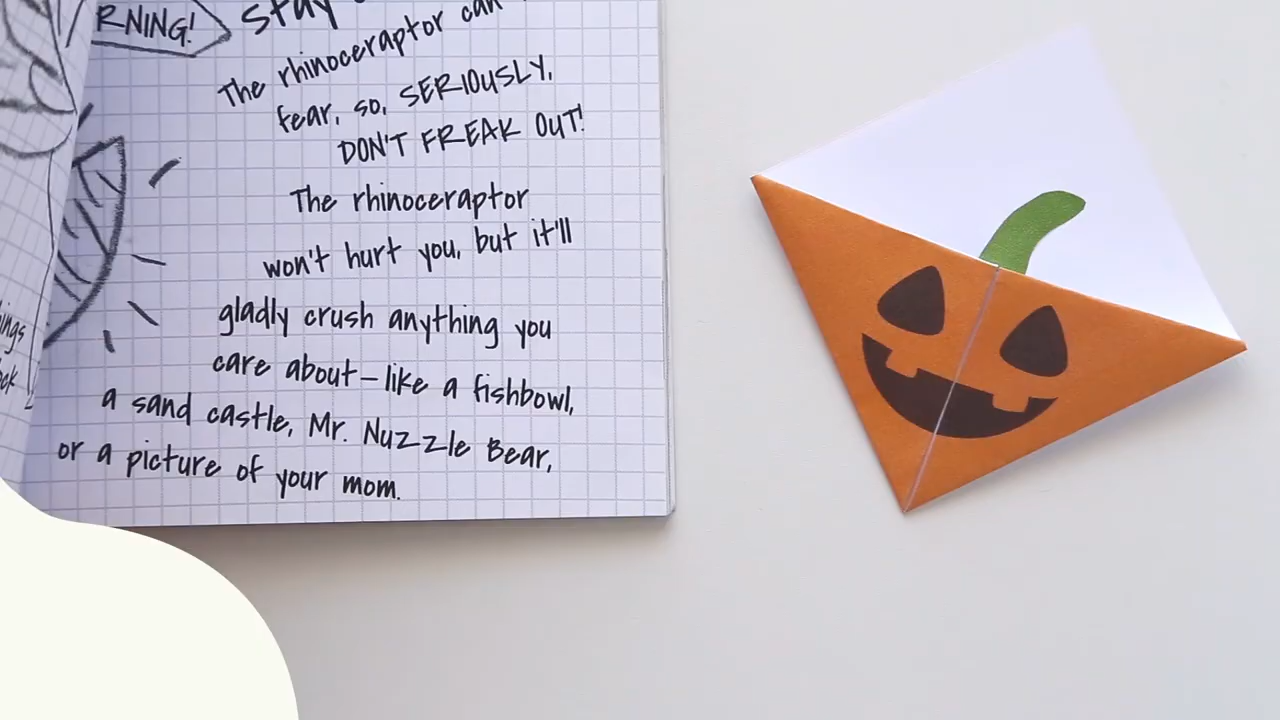 RNING!
stay
The rhinoceraptor can
fear, so, SERIOUSLY,
DON'T FREAK OUT!
The rhinoceraptor
won't hurt you, but it'll
gladly crush anything you
care about—like a fishbowl,
a sand castle, Mr. Nuzzle Bear,
or a picture of your mom.